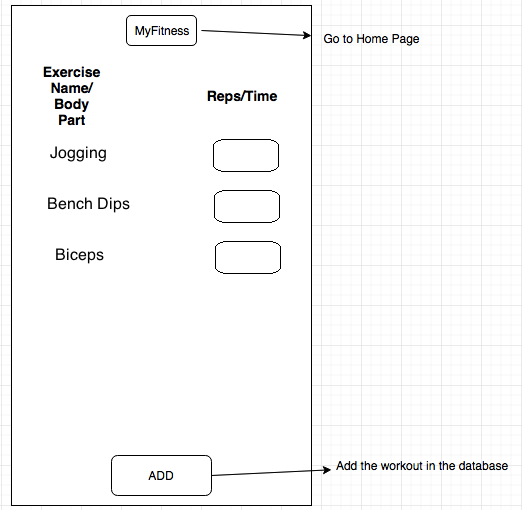 MyFitness
Go to Home Page
Exercise
Name/
Body
Part
Reps/Time
Jogging
Bench Dips
Biceps
ADD
Add the workout in the database